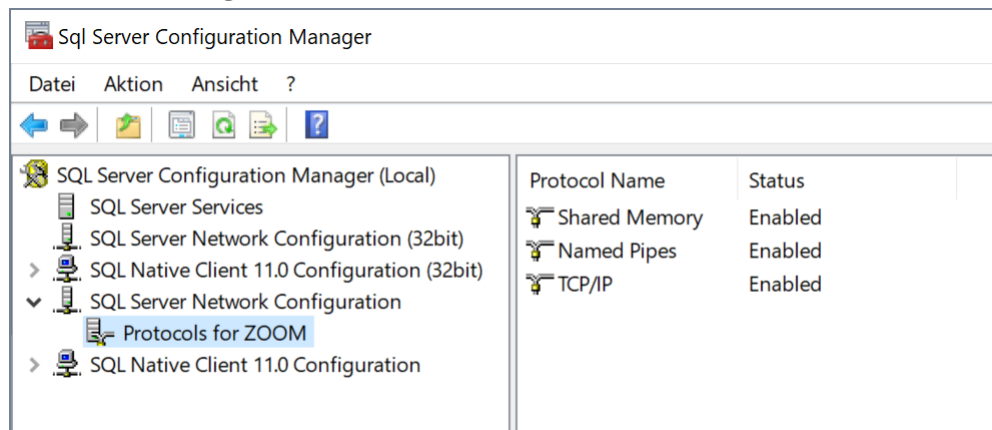 Sql Server Configuration Manager
Datei Aktion Ansicht ?
?
SQL Server Configuration Manager (Local)
SQL Server Services
SQL Server Network Configuration (32bit)
SQL Native Client 11.0 Configuration (32bit)
SQL Server Network Configuration
Protocols for ZOOM
SQL Native Client 11.0 Configuration
Protocol Name Status
Shared Memory Enabled
Named Pipes Enabled
TCP/IP Enabled